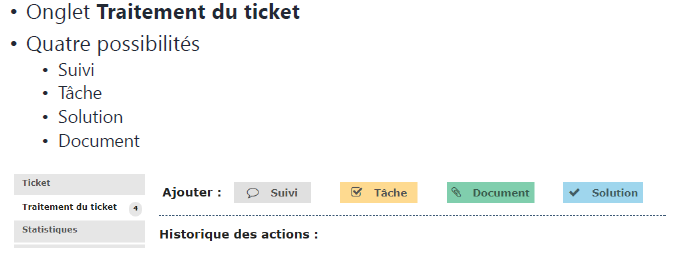 • Onglet Traitement du ticket
• Quatre possibilités
• Suivi
• Tâche
• Solution
• Document
Ticket
Traitement du ticket 4
Statistiques
Ajouter : Suivi Tâche Document Solution
Historique des actions :